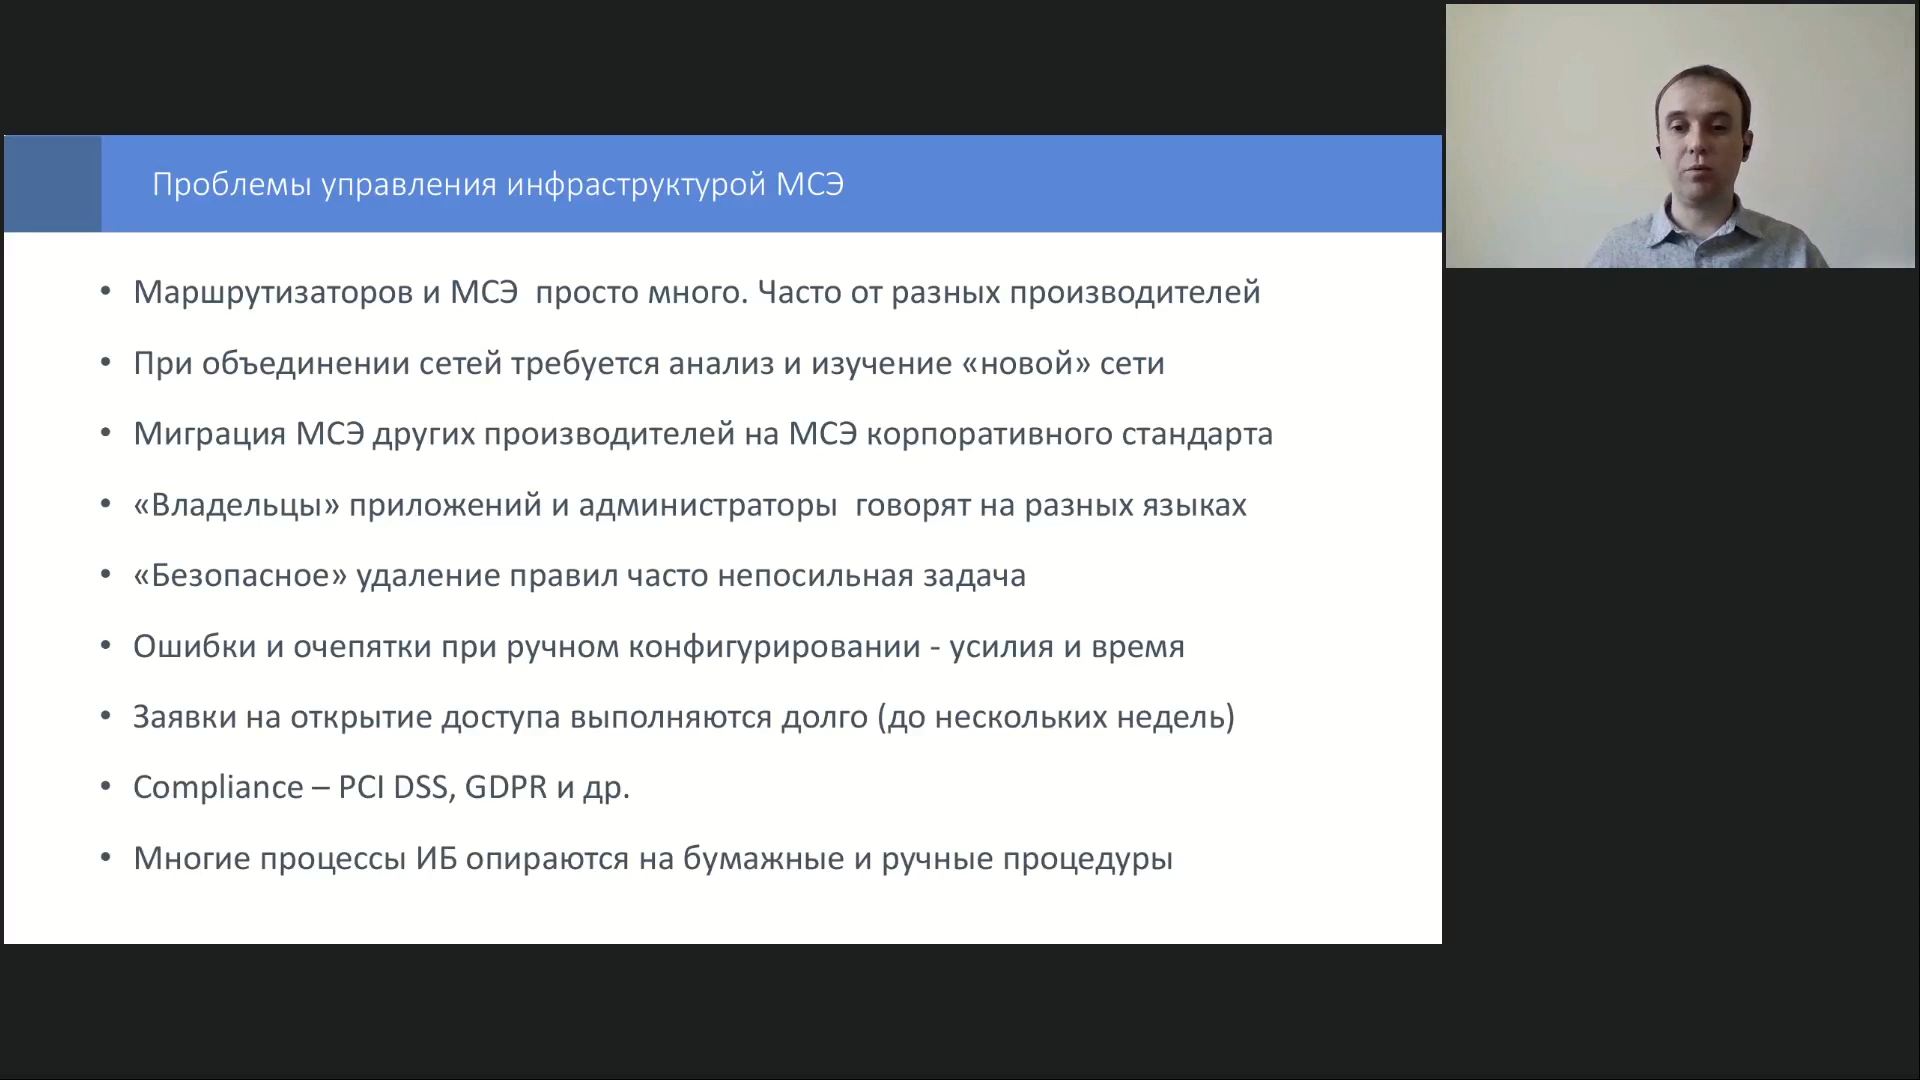 Проблемы управления инфраструктурой МСЭ
• Маршрутизаторов и МСЭ просто много. Часто от разных производителей
• При объединении сетей требуется анализ и изучение «новой» сети
• Миграция МСЭ других производителей на МСЭ корпоративного стандарта
• «Владельцы» приложений и администраторы говорят на разных языках
• «Безопасное» удаление правил часто непосильная задача
• Ошибки и очепятки при ручном конфигурировании - усилия и время
• Заявки на открытие доступа выполняются долго (до нескольких недель)
• Compliance – PCI DSS, GDPR и др.
• Многие процессы ИБ опираются на бумажные и ручные процедуры